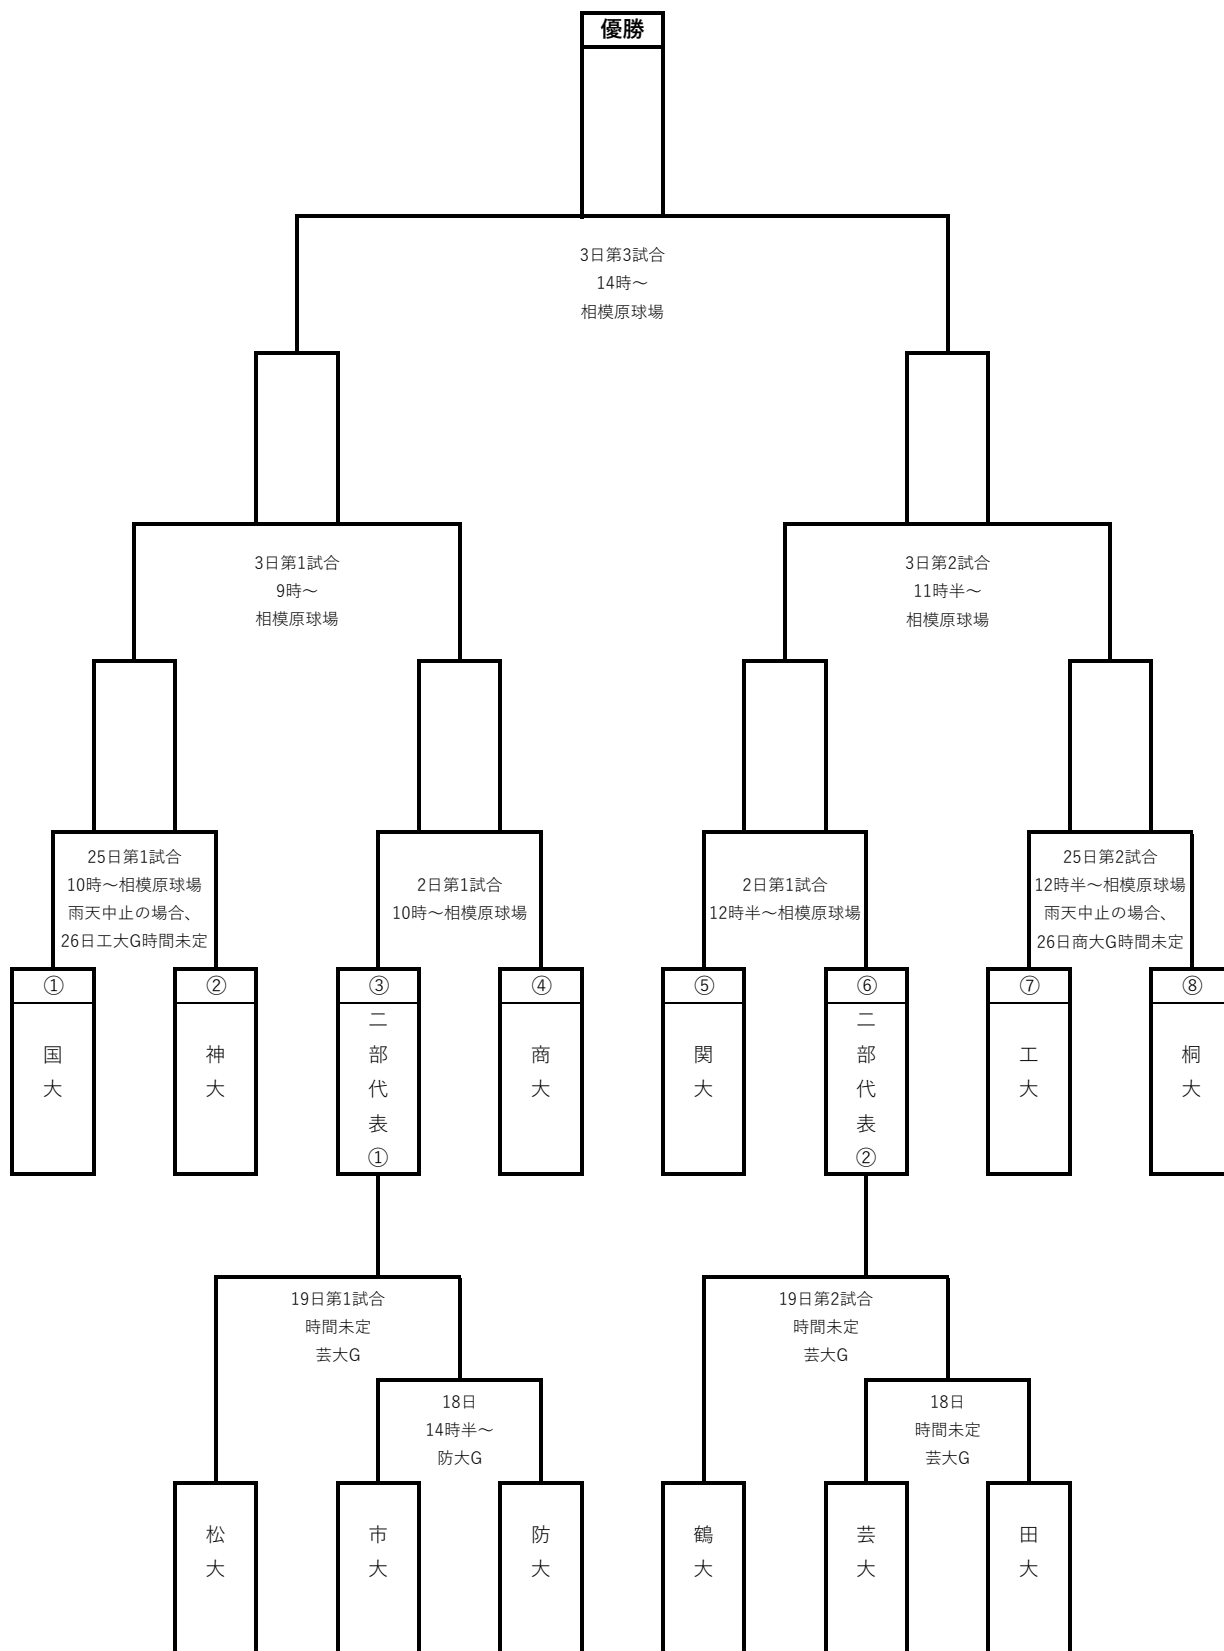 優勝
3日第3試合
14時～
相模原球場
3日第1試合
9時～
相模原球場
3日第2試合
11時半～
相模原球場
25日第1試合
10時～相模原球場
雨天中止の場合、
26日工大G時間未定
2日第1試合
10時～相模原球場
2日第1試合
12時半～相模原球場
25日第2試合
12時半～相模原球場
雨天中止の場合、
26日商大G時間未定
①
国大
②
神大
③
二部代表①
④
商大
⑤
関大
⑥
二部代表②
⑦
工大
⑧
桐大
19日第1試合
時間未定
芸大G
19日第2試合
時間未定
芸大G
18日
14時半～
防大G
18日
時間未定
芸大G
松大
市大
防大
鶴大
芸大
田大